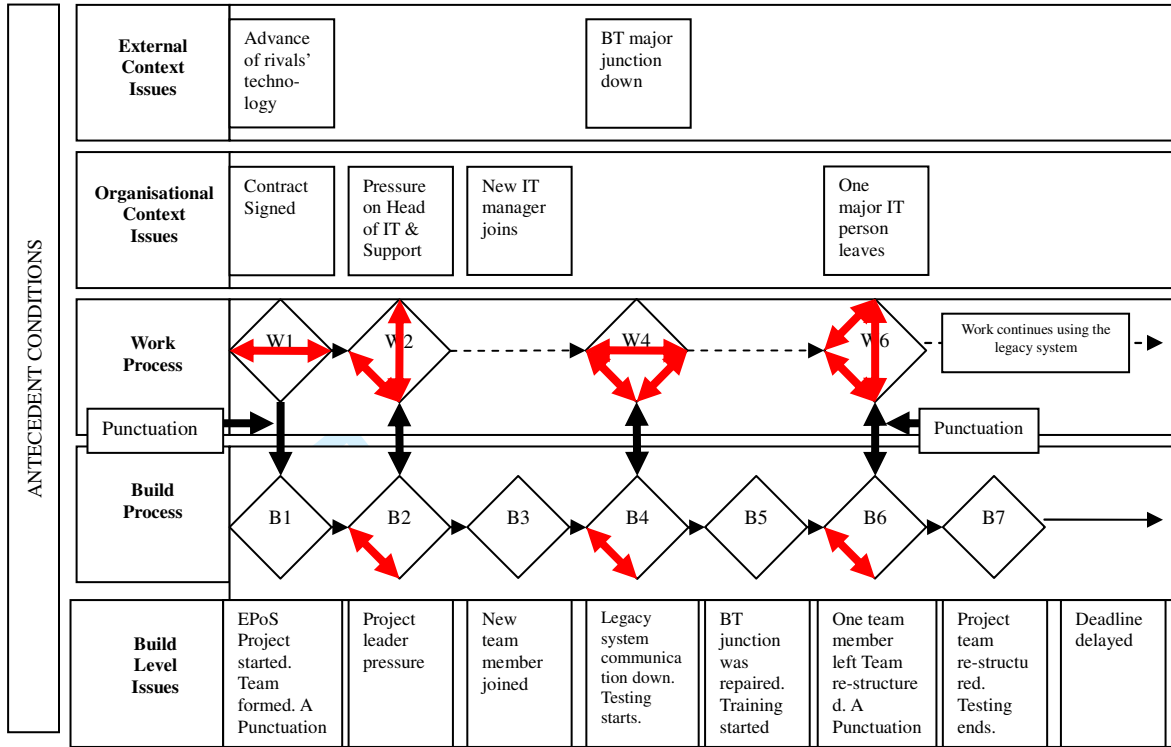 ANTECEDENT CONDITIONS
External
Context
Issues
Advance
of rivals’
techno-
logy
BT major
junction
down
Organisational
Context
Issues
Contract
Signed
Pressure
on Head
of IT &
Support
New IT
manager
joins
One
major IT
person
leaves
Work
Process
W1
W2
W4
W6
Work continues using the
legacy system
Punctuation
Punctuation
Build
Process
B1
B2
B3
B4
B5
B6
B7
Build
Level
Issues
EPoS
Project
started.
Team
formed. A
Punctuation
Project
leader
pressure
New
team
member
joined
Legacy
system
communica
tion down.
Testing
starts.
BT
junction
was
repaired.
Training
started
One team
member
left Team
re-structure
d. A
Punctuation
Project
team
re-structu
red.
Testing
ends.
Deadline
delayed